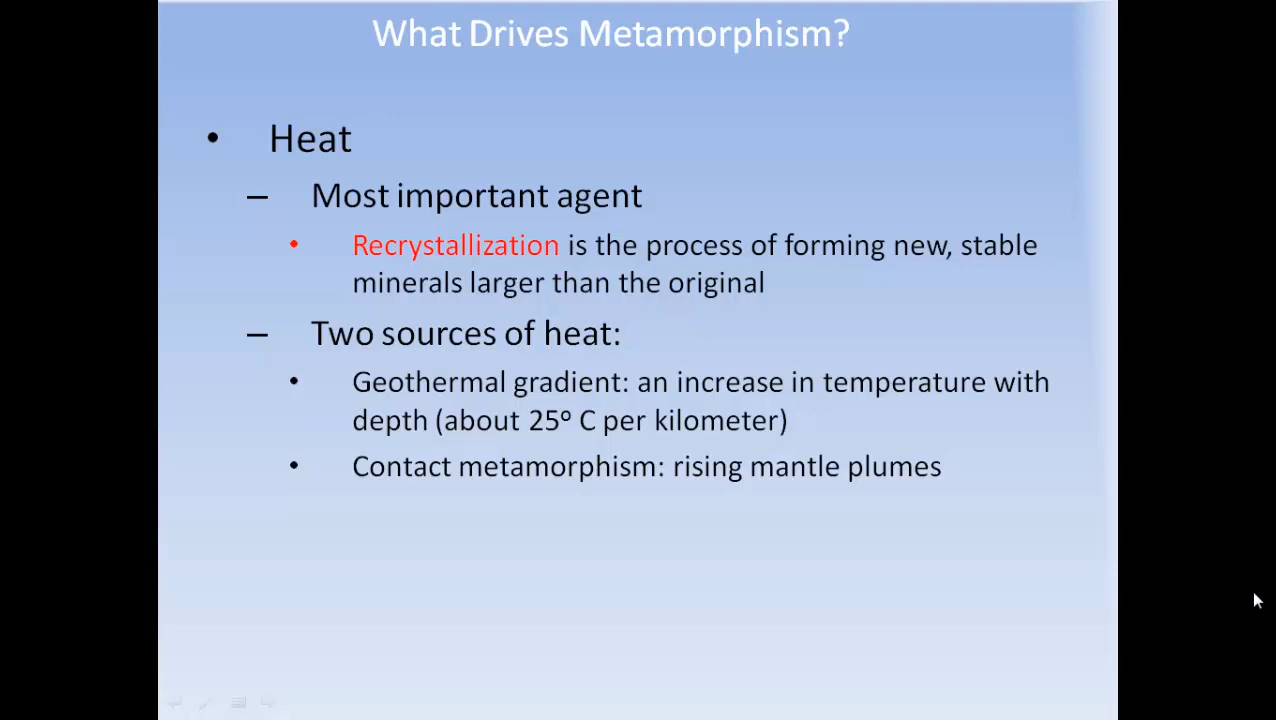 What Drives Metamorphism?
• Heat
– Most important agent
• Recrystallization is the process of forming new, stable
minerals larger than the original
– Two sources of heat:
• Geothermal gradient: an increase in temperature with
depth (about 25º C per kilometer)
• Contact metamorphism: rising mantle plumes